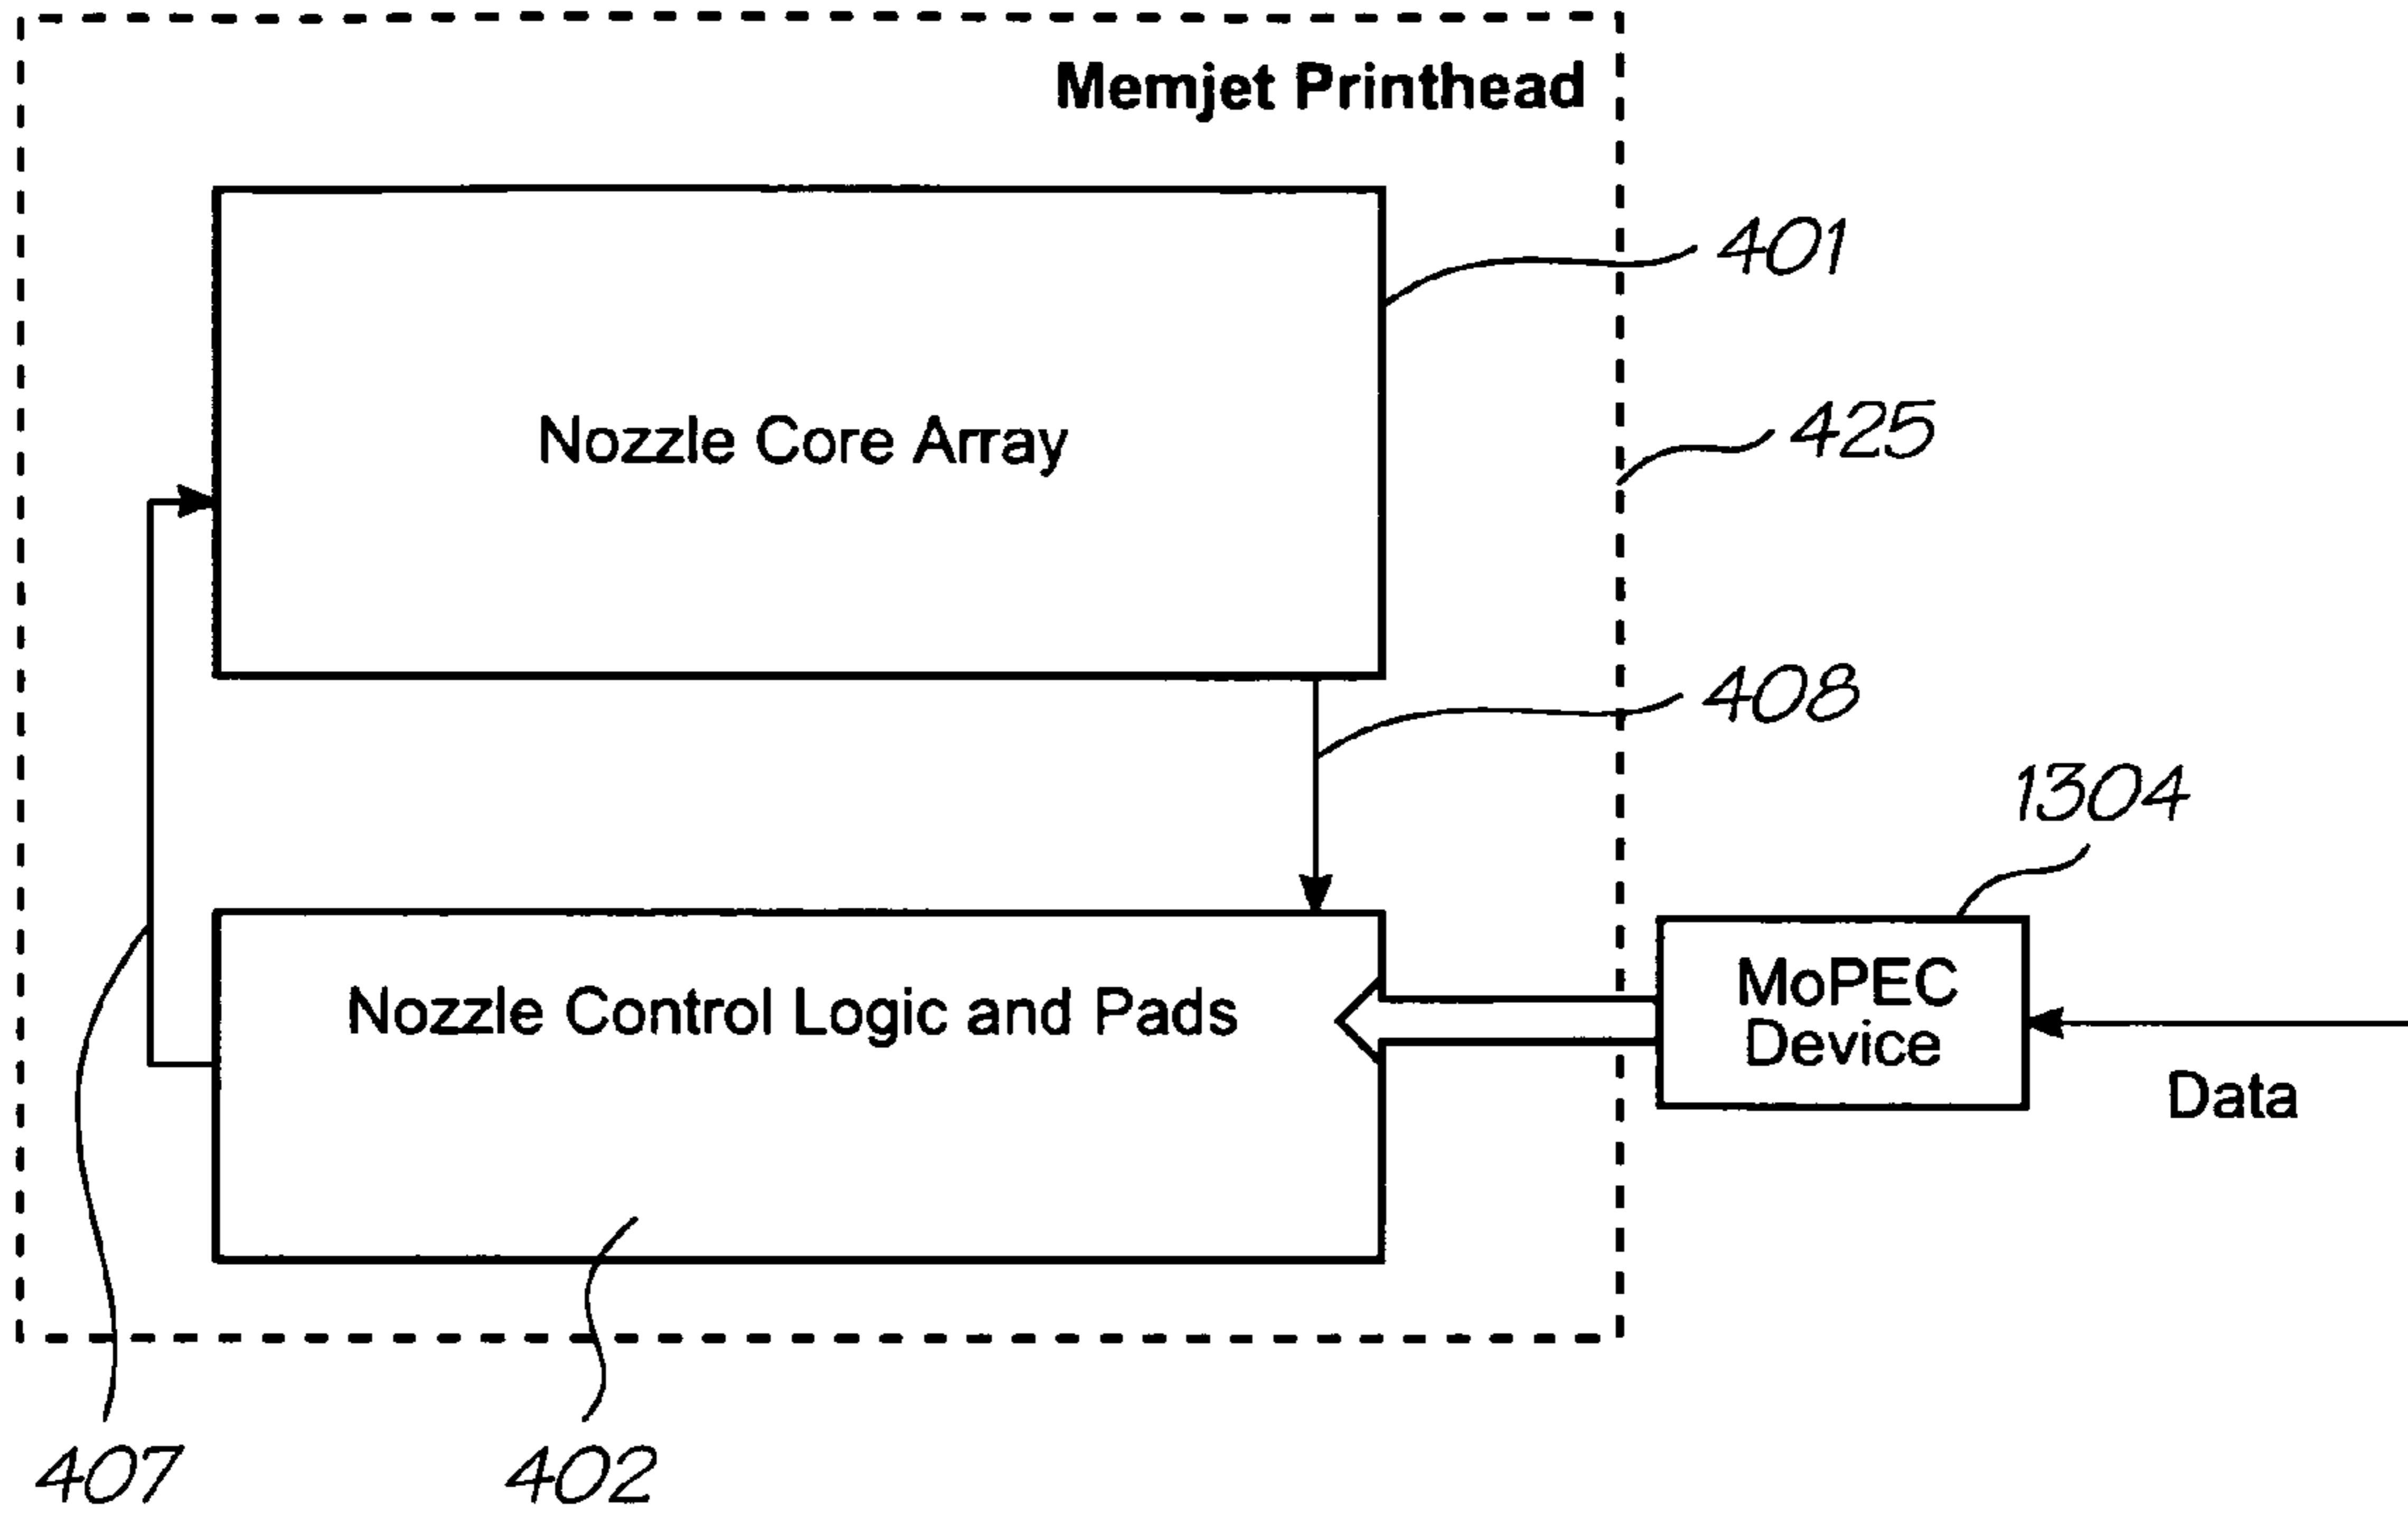 Memjet Printhead
401
Nozzle Core Array
425
408
1304
MoPEC
Device
Nozzle Control Logic and Pads
Data
407
402